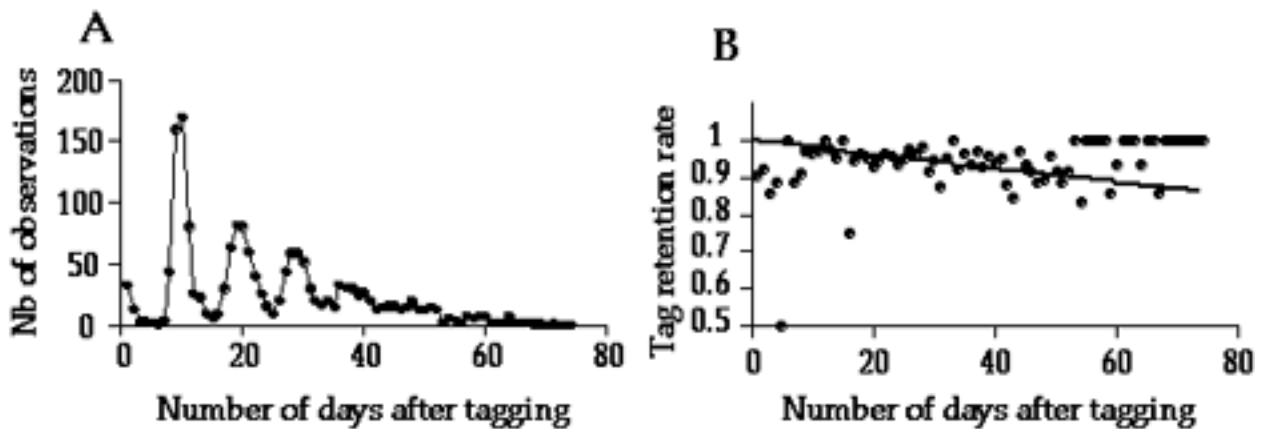 A
Nb of observations
200
150
100
50
0
0 20 40 60 80
Number of days after tagging
B
Tag retention rate
1
0.9
0.8
0.7
0.6
0.5
0 20 40 60 80
Number of days after tagging